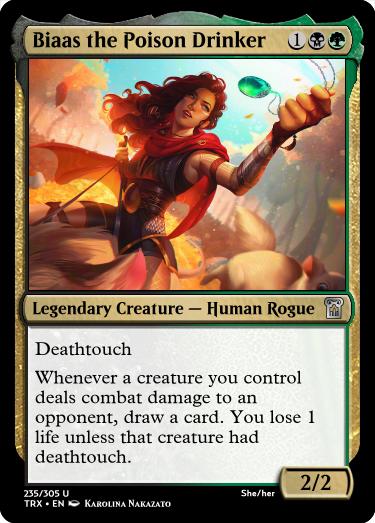 Biaas the Poison Drinker 1
Legendary Creature — Human Rogue
Deathtouch
Whenever a creature you control
deals combat damage to an
opponent, draw a card. You lose 1
life unless that creature had
deathtouch.
2/2
235/305 U She/her
TRX • EN Karolina Nakazato